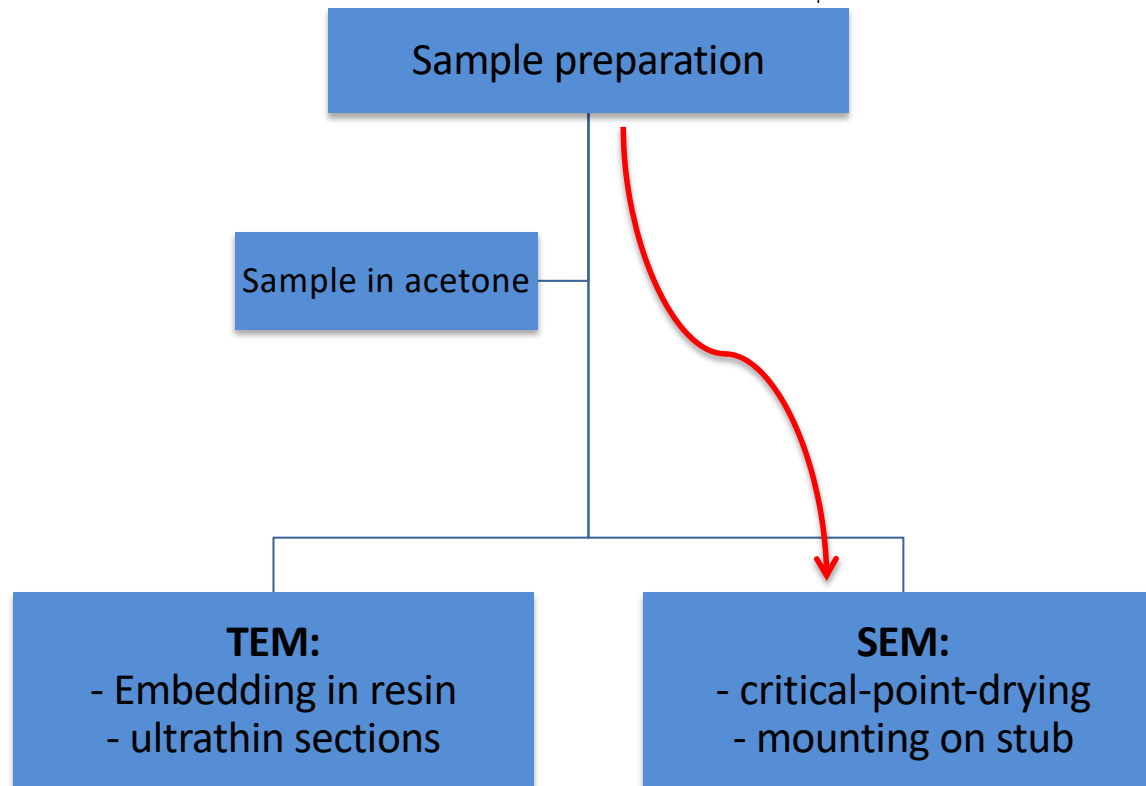 Sample preparation
Sample in acetone
TEM:
- Embedding in resin
- ultrathin sections
SEM:
- critical-point-drying
- mounting on stub